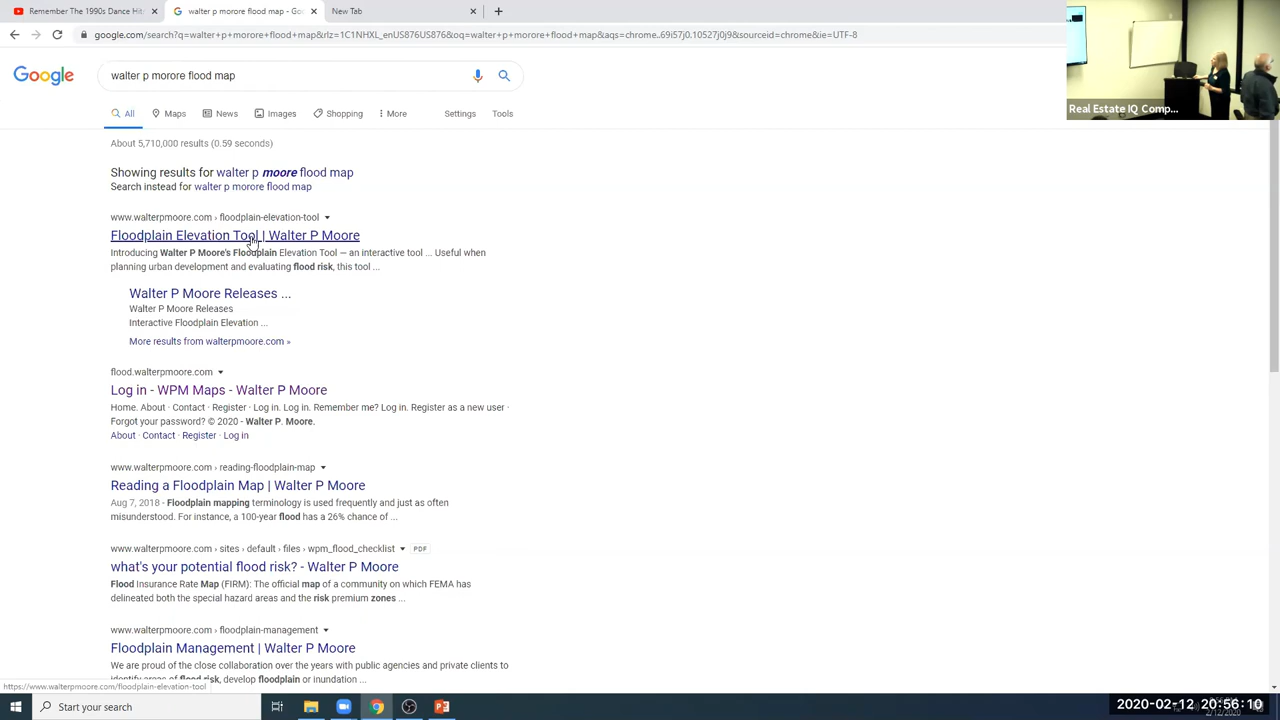 Remember The 1990s Dance Hit
walter p morore flood map - Goo
New Tab
google.com/search?q=walter+p+morore+flood+map&rlz=1C1NHXL_enUS876US876&oq=walter+p+morore+flood+map&aqs=chrome..69i57j0.10527j0j9&sourceid=chrome&ie=UTF-8
Real Estate IQ Comp...
Google
walter p morore flood map
All Maps News Images Shopping More Settings Tools
About 5,710,000 results (0.59 seconds)
Showing results for walter p moore flood map
Search instead for walter p morore flood map
www.walterpmoore.com › floodplain-elevation-tool
Floodplain Elevation Tool | Walter P Moore
Introducing Walter P Moore's Floodplain Elevation Tool — an interactive tool ... Useful when
planning urban development and evaluating flood risk, this tool ...
Walter P Moore Releases ...
Walter P Moore Releases
Interactive Floodplain Elevation ...
More results from walterpmoore.com »
flood.walterpmoore.com
Log in - WPM Maps - Walter P Moore
Home. About · Contact · Register · Log in. Log in. Remember me? Log in. Register as a new user ·
Forgot your password? © 2020 - Walter P. Moore.
About · Contact · Register · Log in
www.walterpmoore.com › reading-floodplain-map
Reading a Floodplain Map | Walter P Moore
Aug 7, 2018 - Floodplain mapping terminology is used frequently and just as often
misunderstood. For instance, a 100-year flood has a 26% chance of ...
www.walterpmoore.com › sites › default › files › wpm_flood_checklist PDF
what's your potential flood risk? - Walter P Moore
Flood Insurance Rate Map (FIRM): The official map of a community on which FEMA has
delineated both the special hazard areas and the risk premium zones ...
www.walterpmoore.com › floodplain-management
Floodplain Management | Walter P Moore
We are proud of the close collaboration over the years with public agencies and private clients to
identify areas of flood risk, develop floodplain or inundation ...
https://www.walterpmoore.com/floodplain-elevation-tool
Start your search
2020-02-12 20:56:10